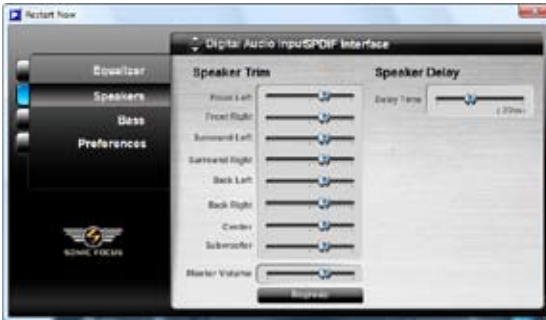 Restart Now
Digital Audio Input/SPDIF Interface
Equalizer
Speakers
Bass
Preferences
SONIC FOCUS
Speaker Trim
Front Left
Front Right
Surround Left
Surround Right
Back Left
Back Right
Center
Subwoofer
Master Volume
Speaker Delay
Delay Time